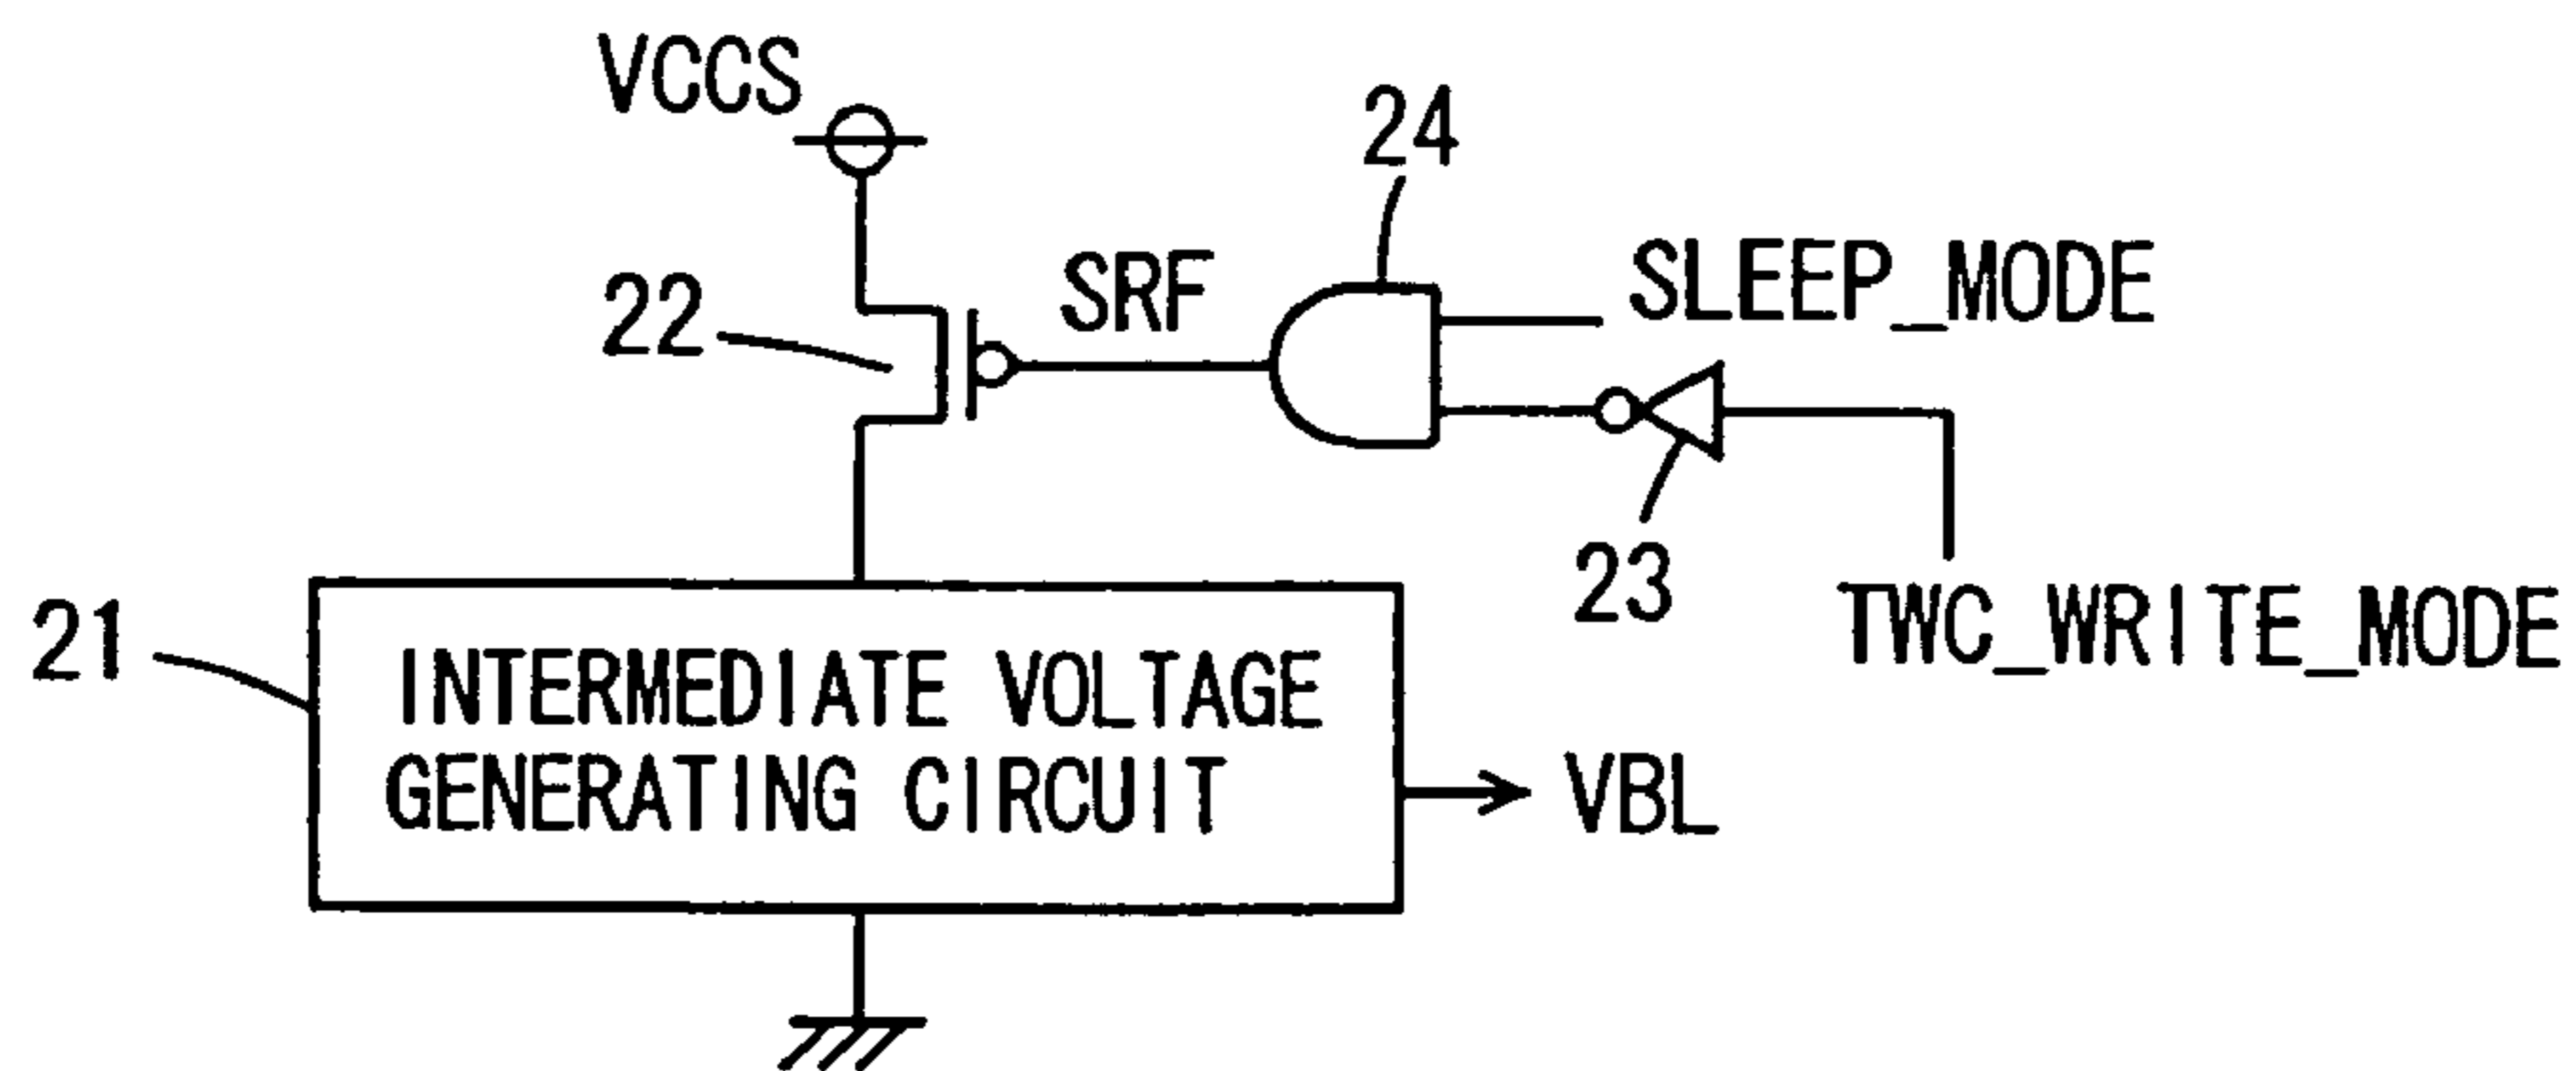 VCCS
24
SRF
SLEEP_MODE
22
23
TWC_WRITE_MODE
21
INTERMEDIATE VOLTAGE
GENERATING CIRCUIT
VBL